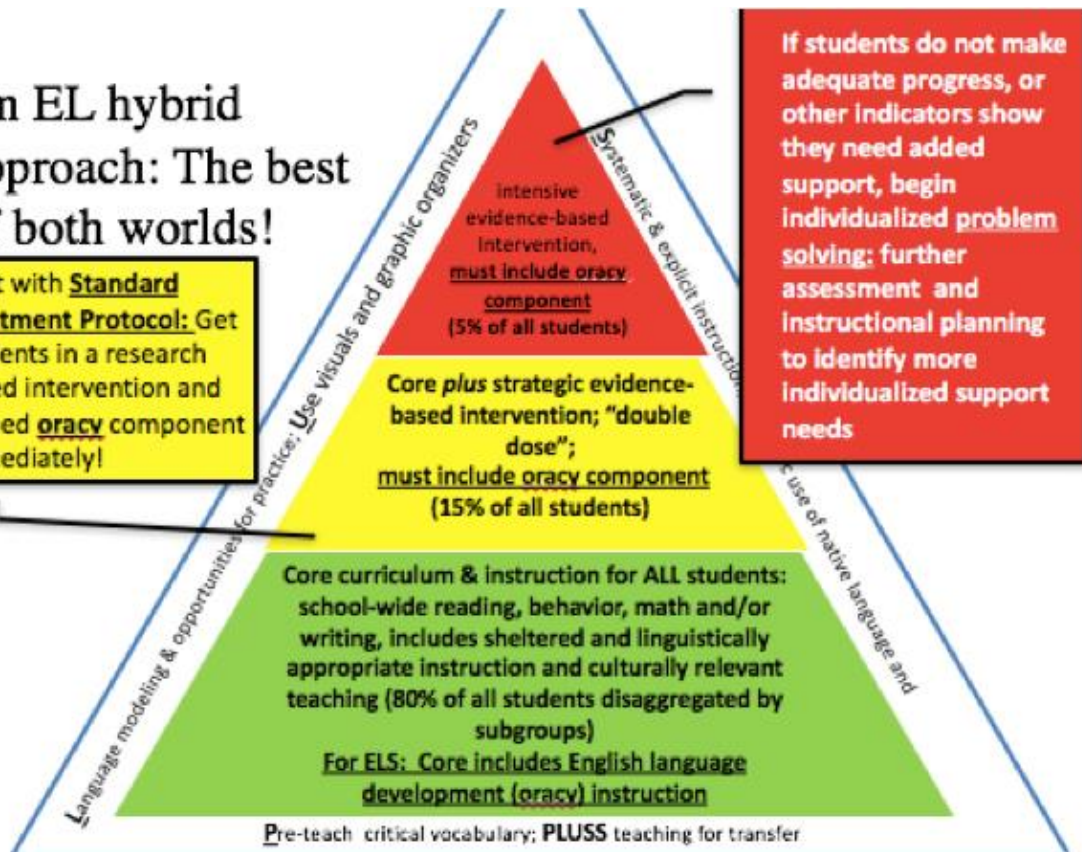 n EL hybrid
pproach: The best
f both worlds!
t with Standard
tment Protocol: Get
ents in a research
ed intervention and
ed oracy component
ediately!
If students do not make
adequate progress, or
other indicators show
they need added
support, begin
individualized problem
solving: further
assessment and
instructional planning
to identify more
individualized support
needs
intensive
evidence-based
intervention,
must include oracy
component
(5% of all students)
Core plus strategic evidence-
based intervention; "double
dose";
must include oracy component
(15% of all students)
Core curriculum & instruction for ALL students:
school-wide reading, behavior, math and/or
writing, includes sheltered and linguistically
appropriate instruction and culturally relevant
teaching (80% of all students disaggregated by
subgroups)
For ELS: Core includes English language
development (oracy) instruction
Language modeling & opportunities for practice; Use visuals and graphic organizers
Systematic & explicit instruction
c use of native language and
Pre-teach critical vocabulary; PLUSS teaching for transfer